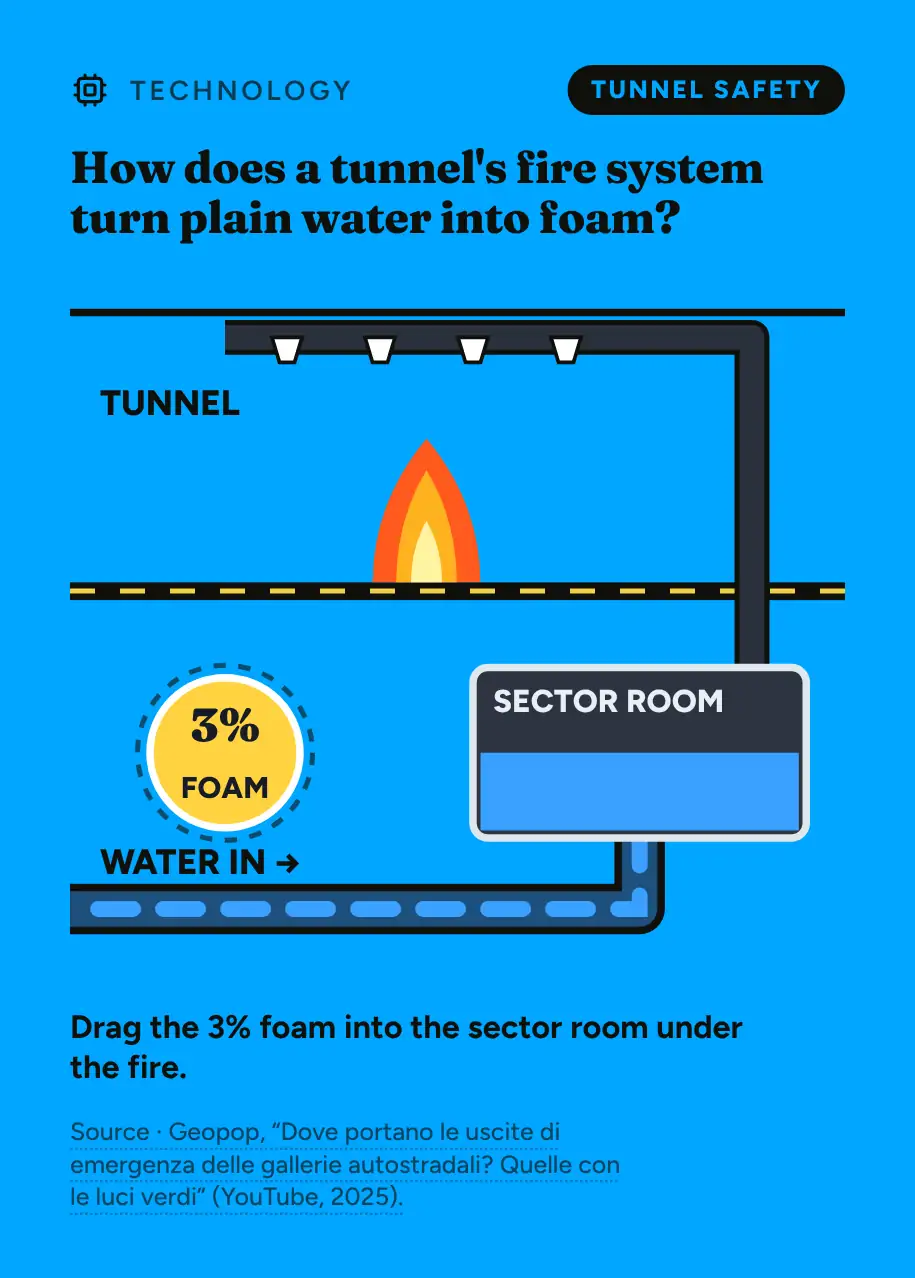 TECHNOLOGY
TUNNEL SAFETY
How does a tunnel's fire system
turn plain water into foam?
TUNNEL
SECTOR ROOM
3%
FOAM
WATER IN →
Drag the 3% foam into the sector room under
the fire.
Source · Geopop, “Dove portano le uscite di
emergenza delle gallerie autostradali? Quelle con
le luci verdi” (YouTube, 2025).